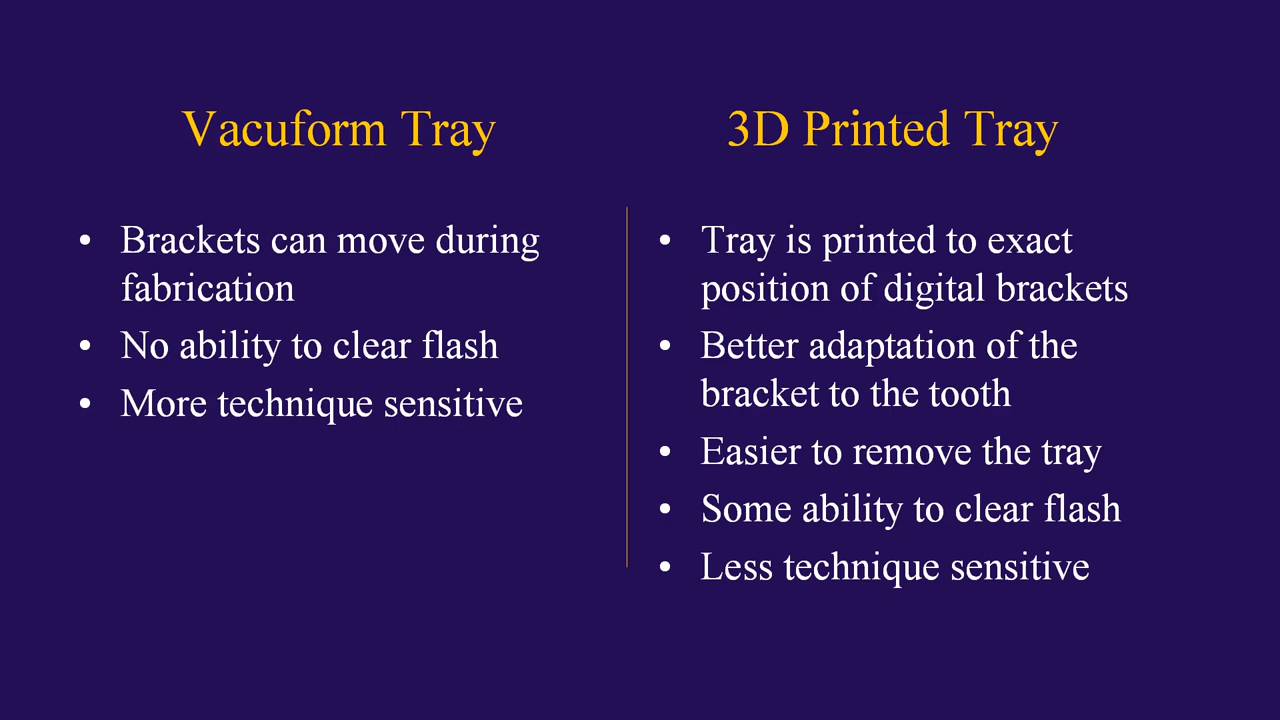 Vacuform Tray
• Brackets can move during
fabrication
• No ability to clear flash
• More technique sensitive
3D Printed Tray
• Tray is printed to exact
position of digital brackets
• Better adaptation of the
bracket to the tooth
• Easier to remove the tray
• Some ability to clear flash
• Less technique sensitive